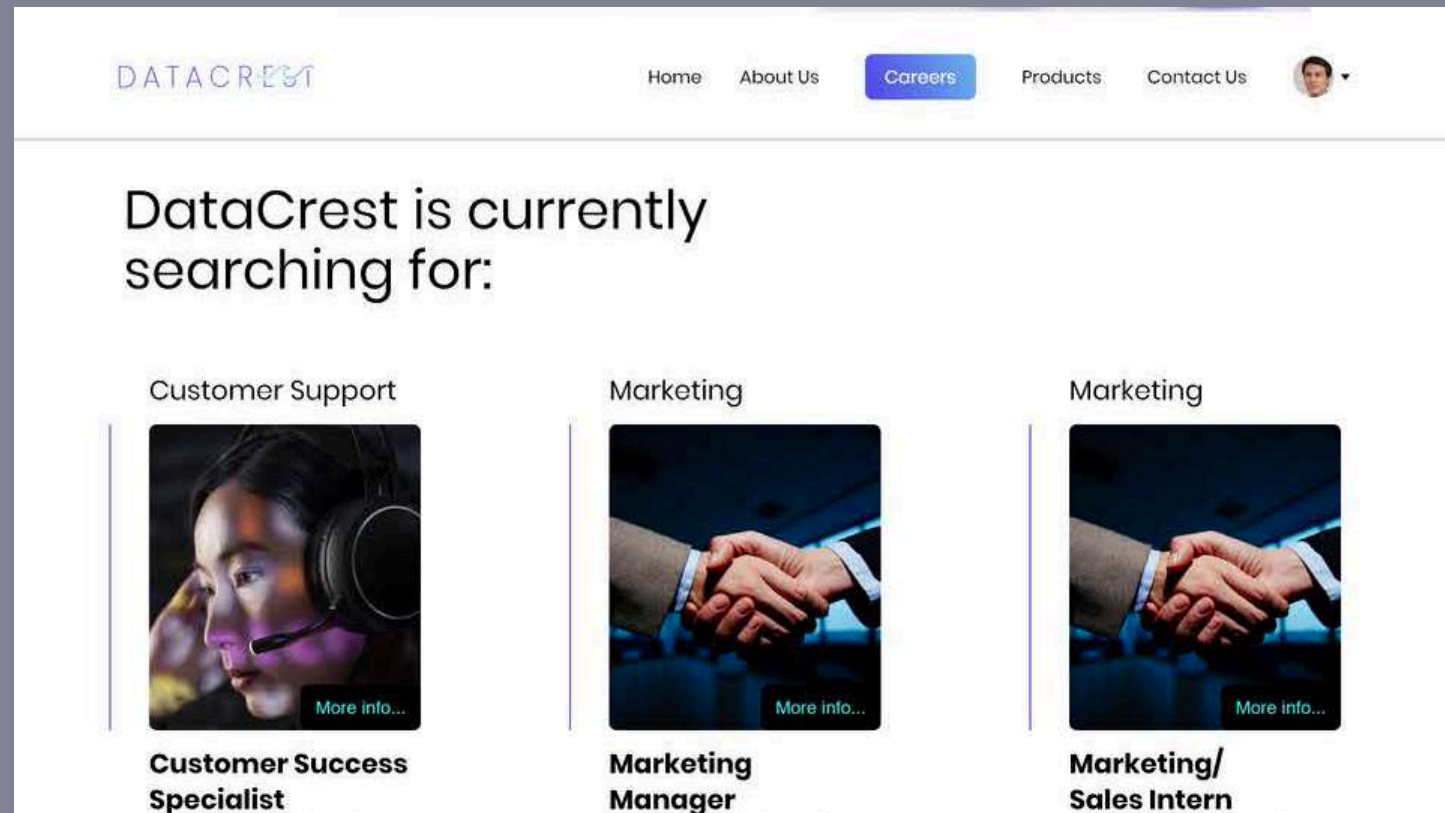 DATACREST
Home
About Us
Careers
Products
Contact Us
DataCrest is currently
searching for:
Customer Support
Marketing
Marketing
More info...
More info...
More info...
Customer Success
Specialist
Marketing
Manager
Marketing/
Sales Intern